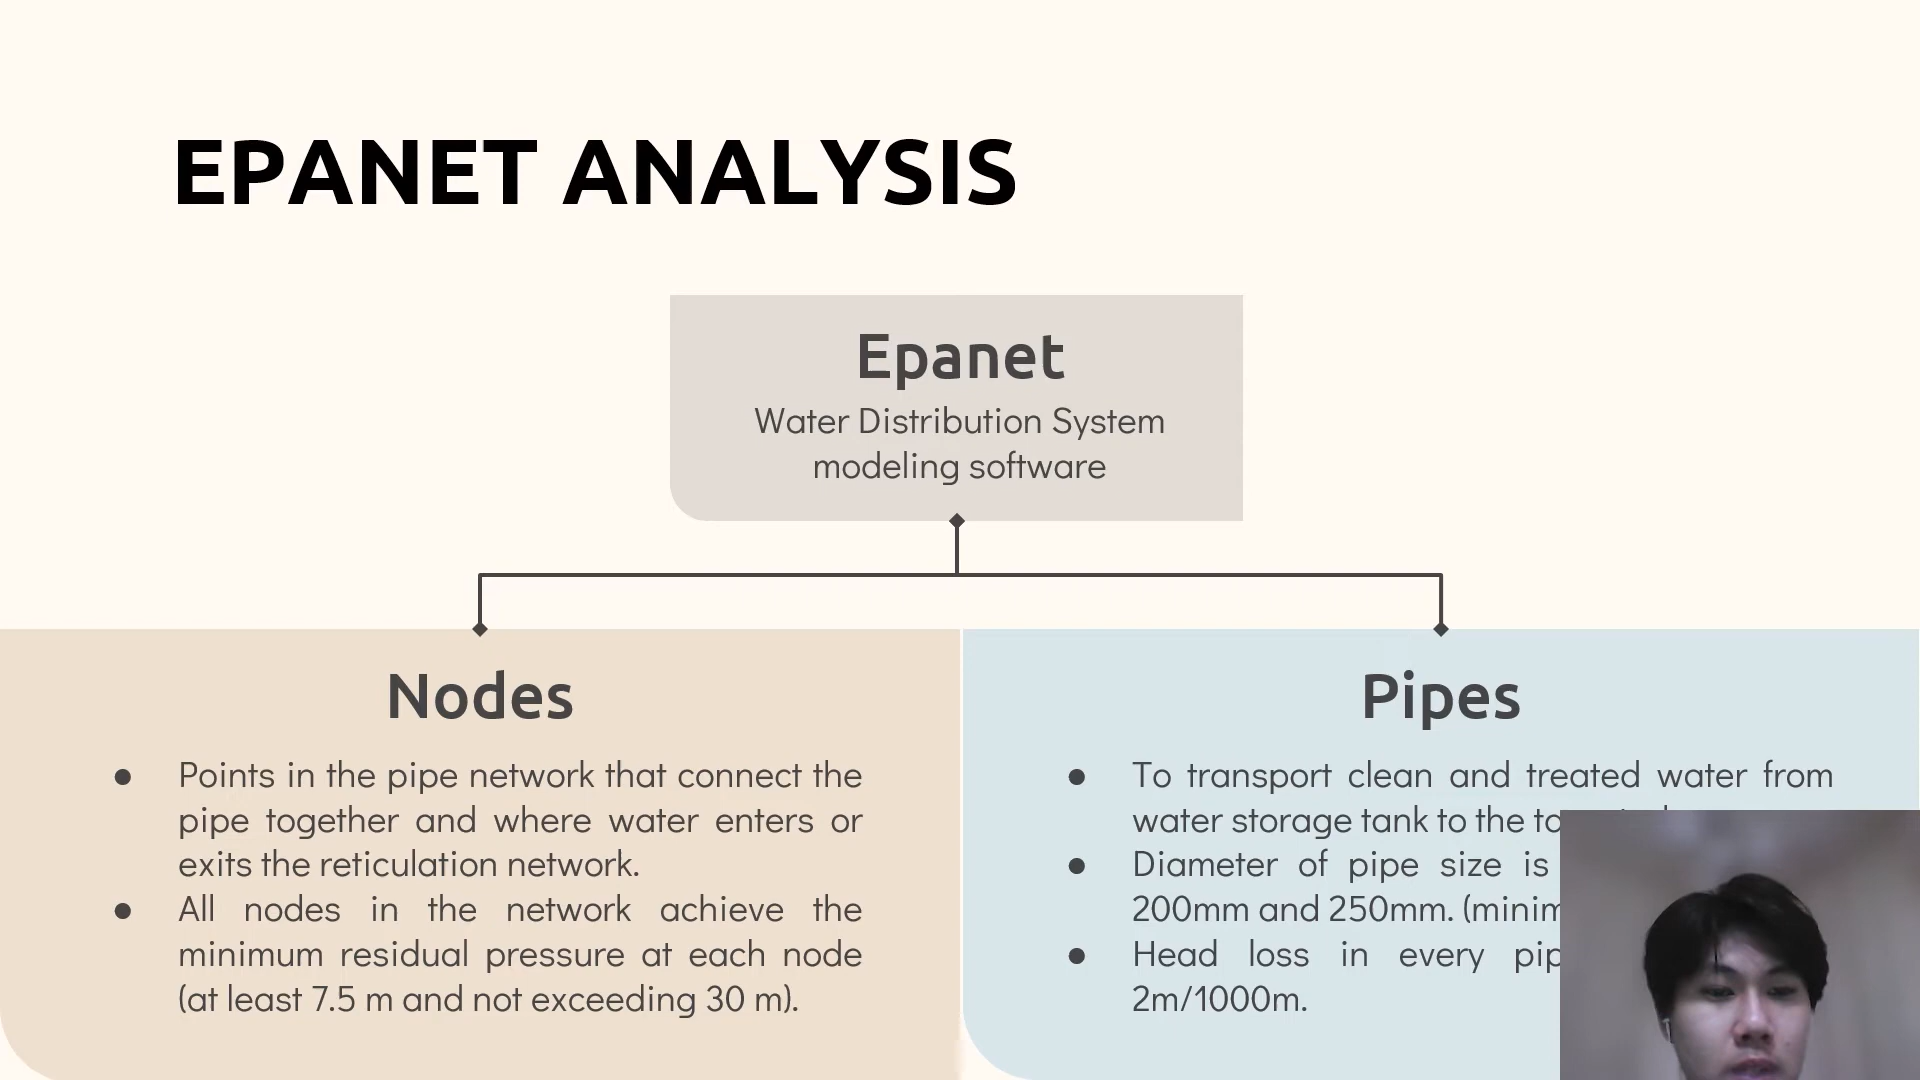 EPANET ANALYSIS
Epanet
Water Distribution System
modeling software
Nodes
● Points in the pipe network that connect the
pipe together and where water enters or
exits the reticulation network.
● All nodes in the network achieve the
minimum residual pressure at each node
(at least 7.5 m and not exceeding 30 m).
Pipes
● To transport clean and treated water from
water storage tank to the
● Diameter of pipe size is
200mm and 250mm.
● Head loss in every
2m/1000m.